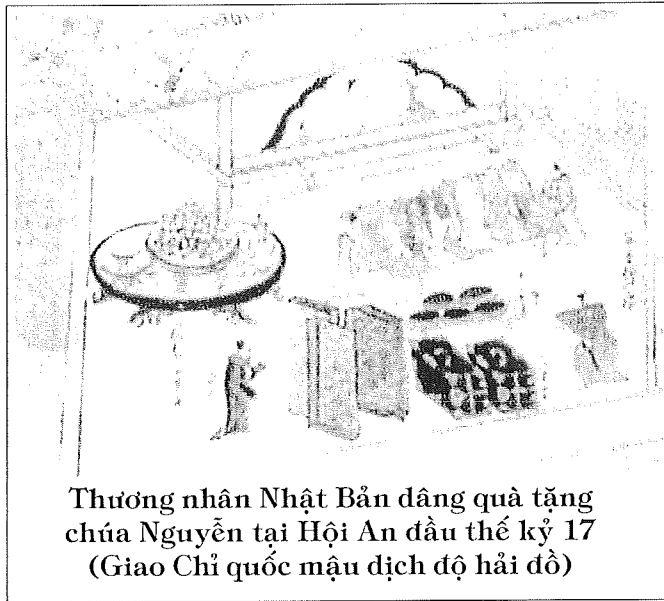 Thương nhân Nhật Bản dâng quà tặng
chúa Nguyễn tại Hội An đầu thế kỷ 17
(Giao Chỉ quốc mậu dịch độ hải đồ)